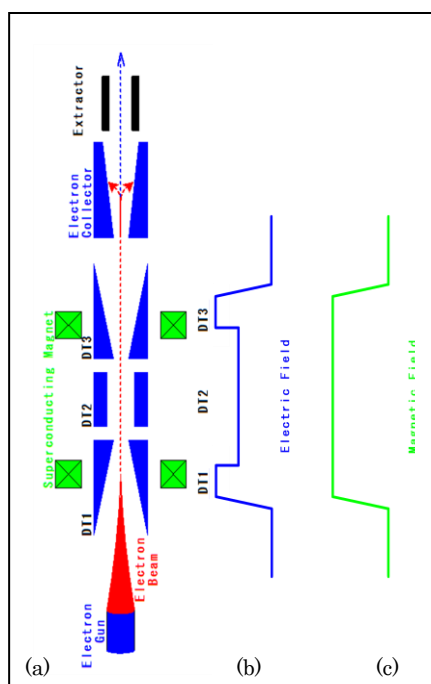 Extractor
Electron
Collector
Superconducting Magnet
DT3
DT3
DT2
DT2
DT1
DT1
Electric Field
Magnetic Field
Electron
Beam
Electron
Gun
(a)
(b)
(c)